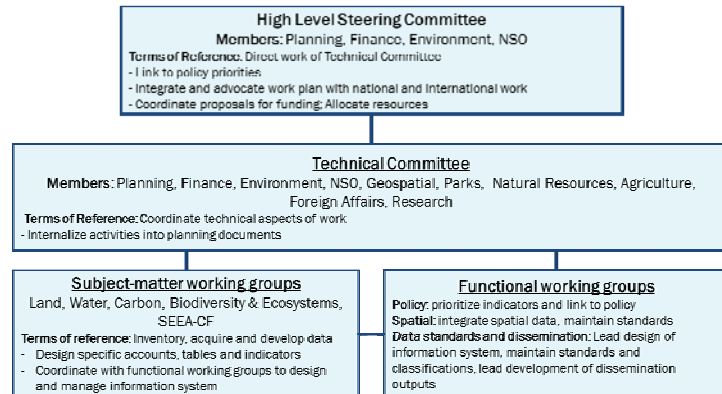 High Level Steering Committee
Members: Planning, Finance, Environment, NSO
Terms of Reference: Direct work of Technical Committee
- Link to policy priorities
- Integrate and advocate work plan with national and international work
- Coordinate proposals for funding; Allocate resources
Technical Committee
Members: Planning, Finance, Environment, NSO, Geospatial, Parks, Natural Resources, Agriculture,
Foreign Affairs, Research
Terms of Reference: Coordinate technical aspects of work
- Internalize activities into planning documents
Subject-matter working groups
Land, Water, Carbon, Biodiversity & Ecosystems,
SEEA-CF
Terms of reference: Inventory, acquire and develop data
- Design specific accounts, tables and indicators
- Coordinate with functional working groups to design
and manage information system
Functional working groups
Policy: prioritize indicators and link to policy
Spatial: integrate spatial data, maintain standards
Data standards and dissemination: Lead design of
information system, maintain standards and
classifications, lead development of dissemination
outputs